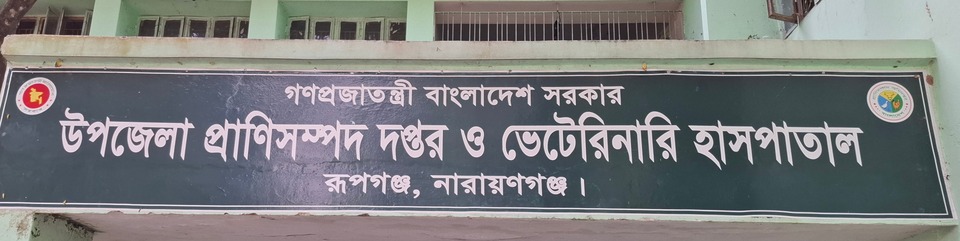 গণপ্রজাতন্ত্রী বাংলাদেশ সরকার
উপজেলা প্রাণিসম্পদ দপ্তর ও ভেটেরিনারি হাসপাতাল
রূপগঞ্জ, নারায়ণগঞ্জ।